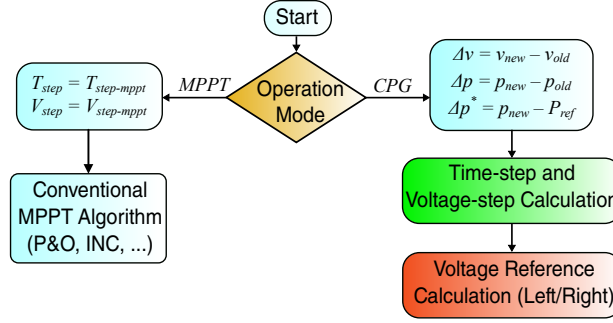 Start
Operation
Mode
MPPT
CPG
T_step = T_step-mppt
V_step = V_step-mppt
Conventional
MPPT Algorithm
(P&O, INC, ...)
Δv = v_new – v_old
Δp = p_new – p_old
Δp* = p_new – P_ref
Time-step and
Voltage-step Calculation
Voltage Reference
Calculation (Left/Right)